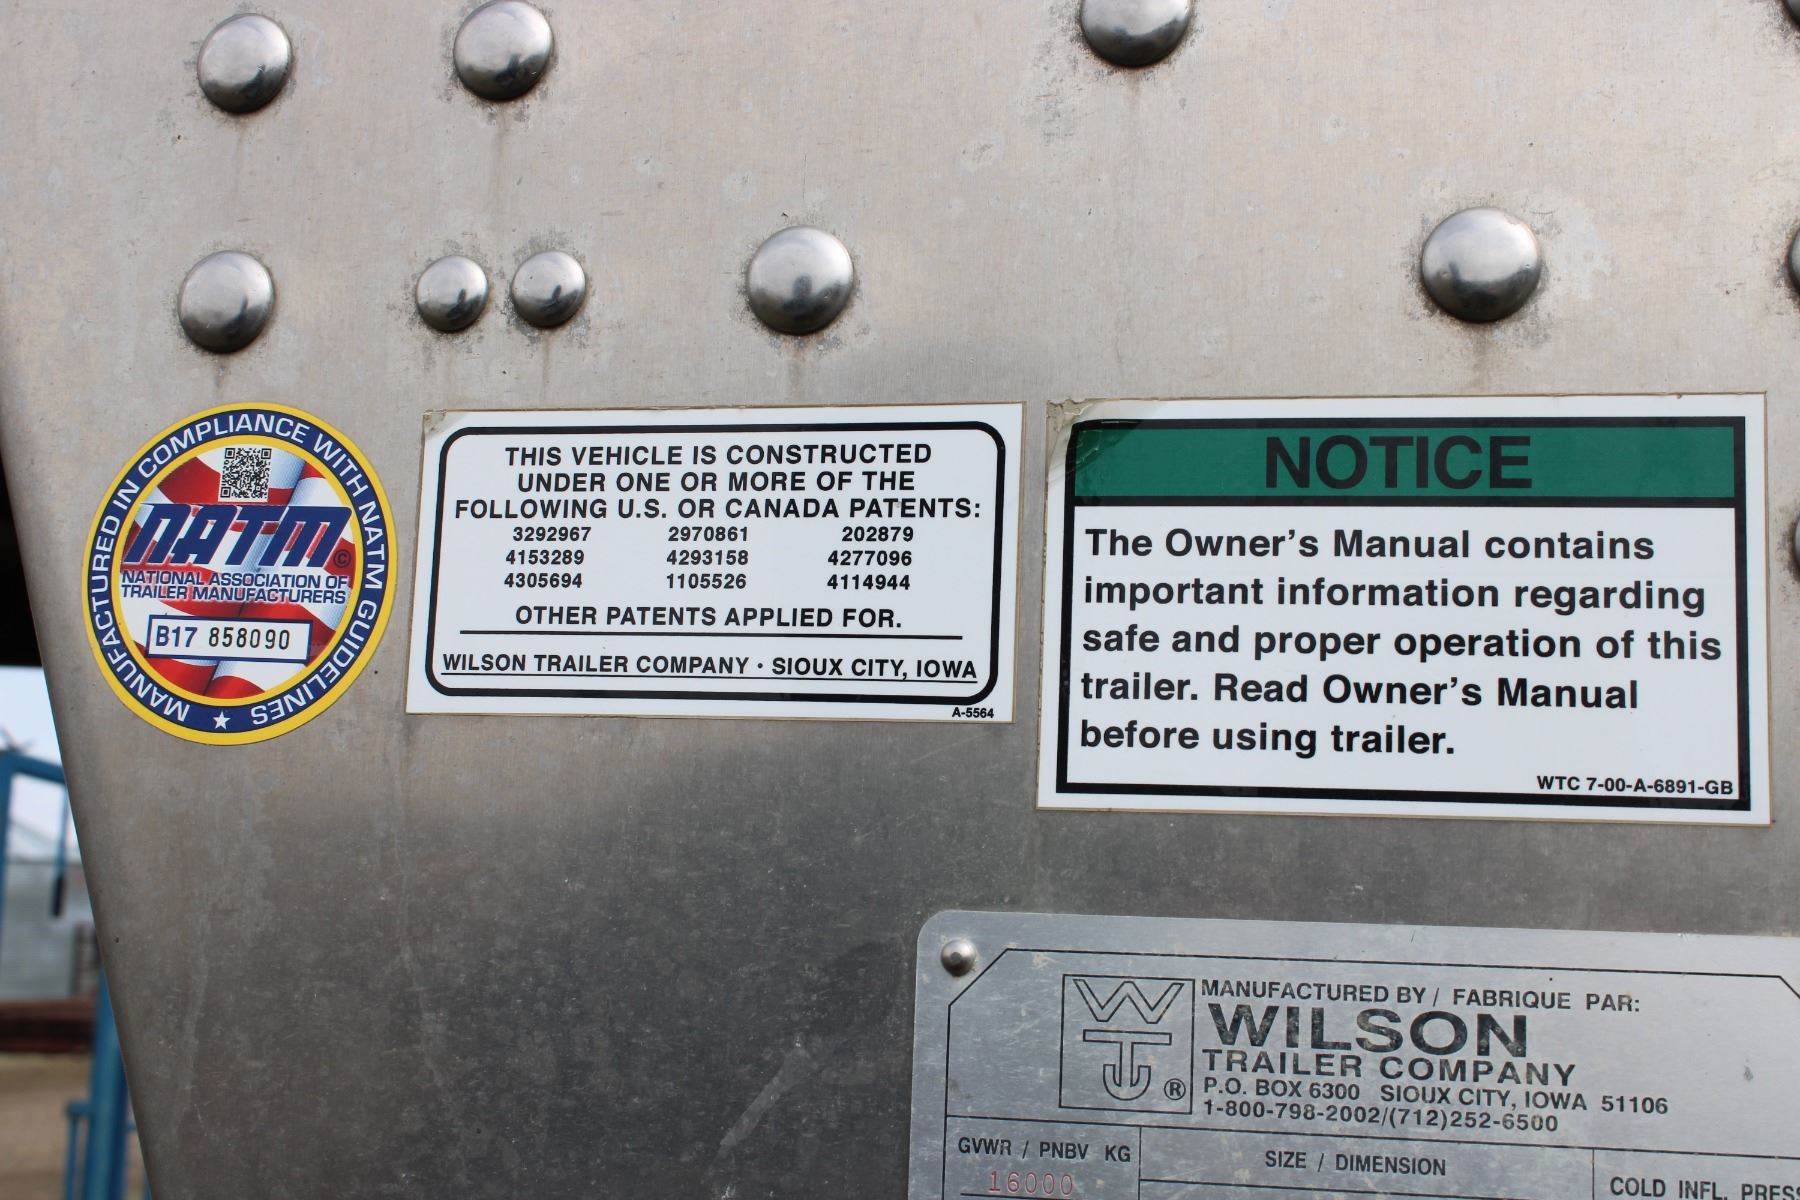 MANUFACTURED IN COMPLIANCE WITH NATM GUIDELINES
NATM ©
NATIONAL ASSOCIATION OF
TRAILER MANUFACTURERS
B17 858090
THIS VEHICLE IS CONSTRUCTED
UNDER ONE OR MORE OF THE
FOLLOWING U.S. OR CANADA PATENTS:
3292967 2970861 202879
4153289 4293158 4277096
4305694 1105526 4114944
OTHER PATENTS APPLIED FOR.
WILSON TRAILER COMPANY · SIOUX CITY, IOWA
A-5564
NOTICE
The Owner's Manual contains
important information regarding
safe and proper operation of this
trailer. Read Owner's Manual
before using trailer.
WTC 7-00-A-6891-GB
WT ®
MANUFACTURED BY / FABRIQUE PAR:
WILSON
TRAILER COMPANY
P.O. BOX 6300 SIOUX CITY, IOWA 51106
1-800-798-2002/(712)252-6500
GVWR / PNBV KG
16000
SIZE / DIMENSION
COLD INFL. PRES